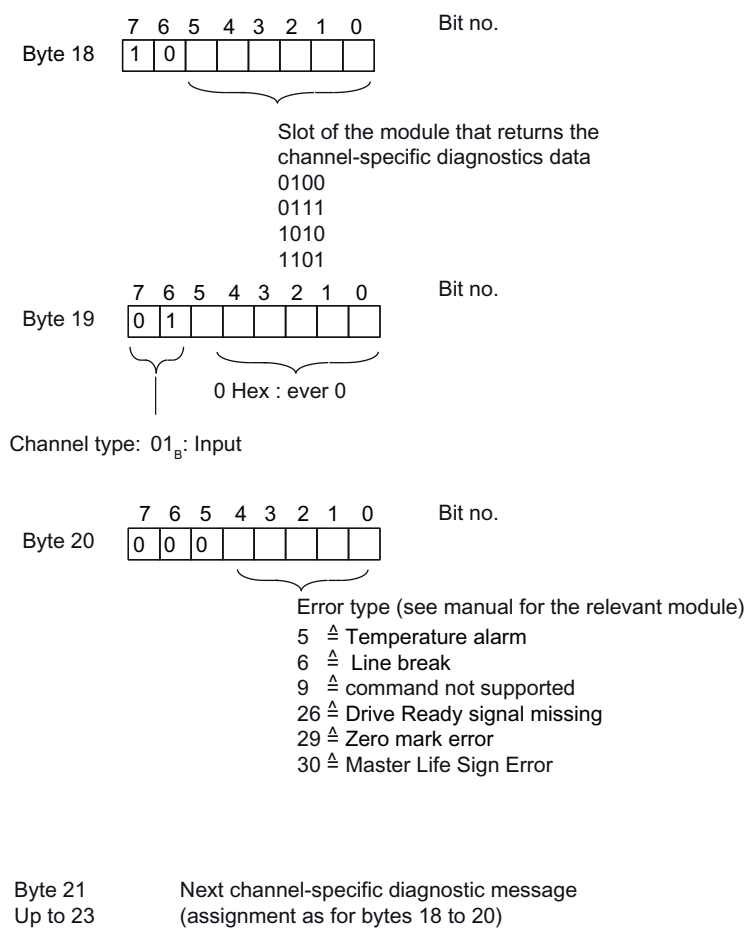 7 6 5 4 3 2 1 0 Bit no.
Byte 18 1 0
Slot of the module that returns the
channel-specific diagnostics data
0100
0111
1010
1101
7 6 5 4 3 2 1 0 Bit no.
Byte 19 0 1
0 Hex : ever 0
Channel type: 01B: Input
7 6 5 4 3 2 1 0 Bit no.
Byte 20 0 0 0
Error type (see manual for the relevant module)
5 ≙ Temperature alarm
6 ≙ Line break
9 ≙ command not supported
26 ≙ Drive Ready signal missing
29 ≙ Zero mark error
30 ≙ Master Life Sign Error
Byte 21 Next channel-specific diagnostic message
Up to 23 (assignment as for bytes 18 to 20)